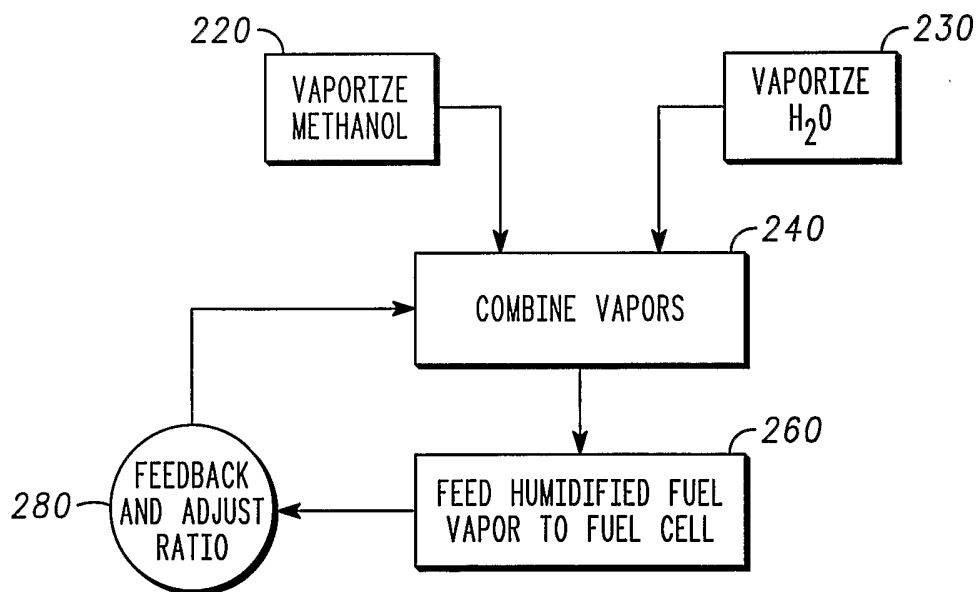 220
VAPORIZE
METHANOL
230
VAPORIZE
H₂O
240
COMBINE VAPORS
260
FEED HUMIDIFIED FUEL
VAPOR TO FUEL CELL
280
FEEDBACK
AND ADJUST
RATIO